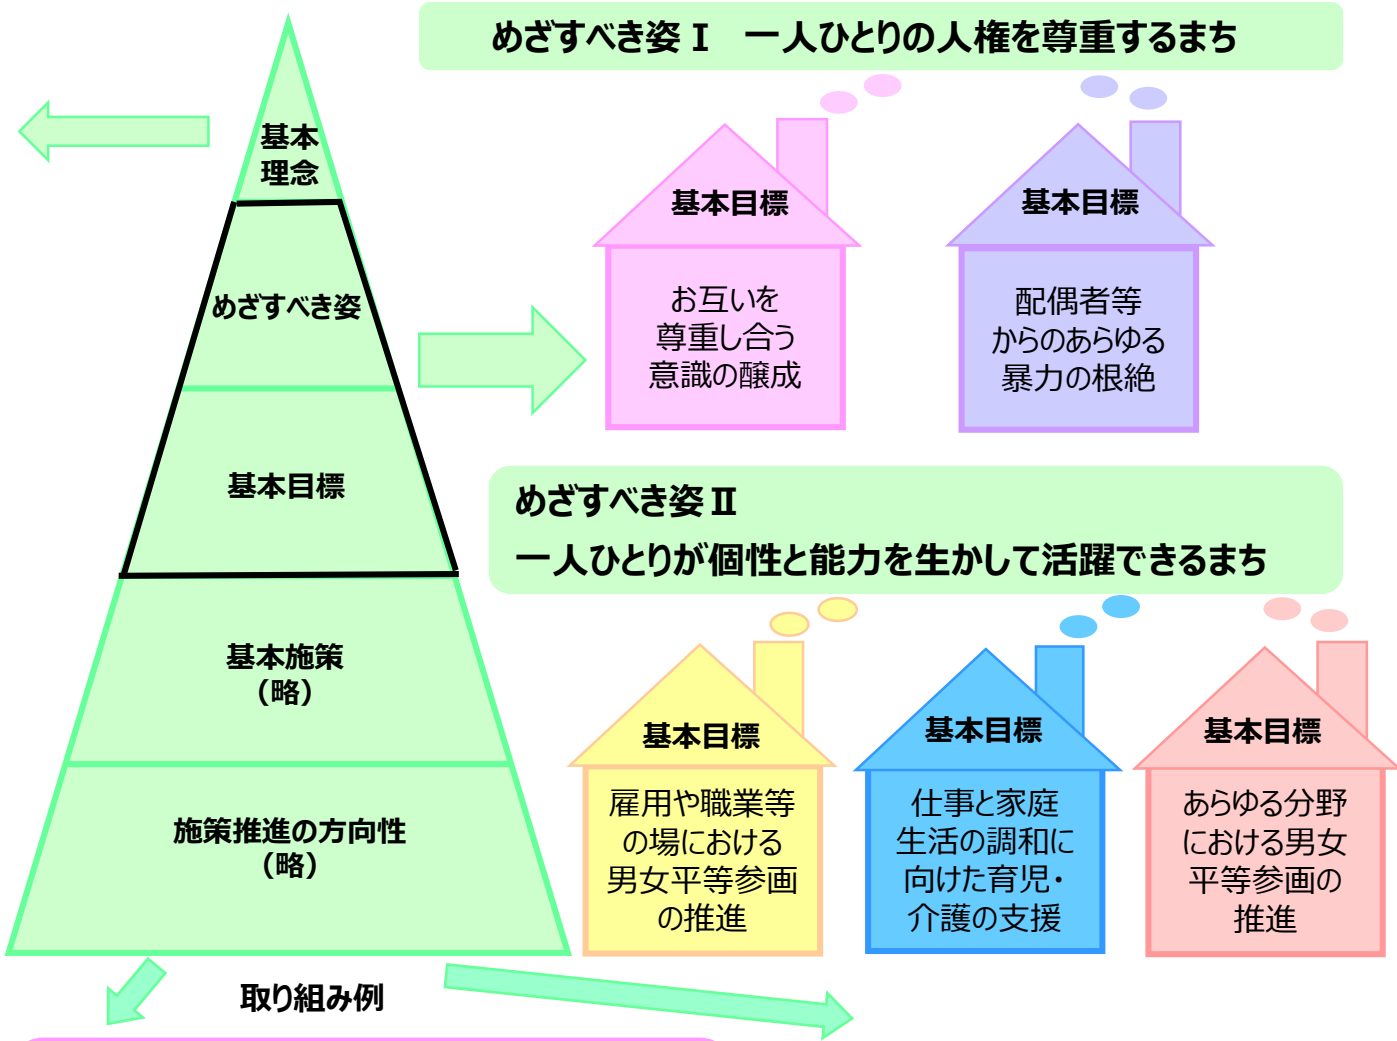 基本
理念
めざすべき姿
基本目標
基本施策
(略)
施策推進の方向性
(略)
取り組み例
めざすべき姿Ⅰ　一人ひとりの人権を尊重するまち
基本目標
お互いを
尊重し合う
意識の醸成
基本目標
配偶者等
からのあらゆる
暴力の根絶
めざすべき姿Ⅱ
一人ひとりが個性と能力を生かして活躍できるまち
基本目標
雇用や職業等
の場における
男女平等参画
の推進
基本目標
仕事と家庭
生活の調和に
向けた育児・
介護の支援
基本目標
あらゆる分野
における男女
平等参画の
推進